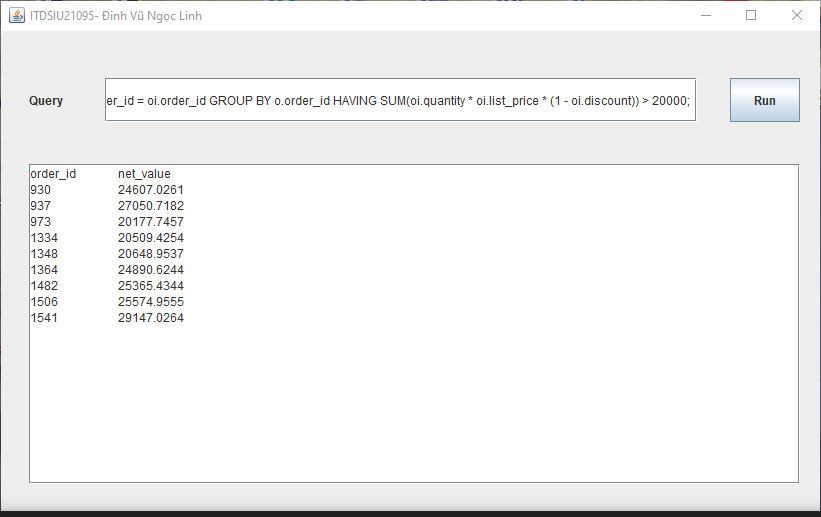 ITDSIU21095- Đinh Vũ Ngọc Linh
Query
er_id = oi.order_id GROUP BY o.order_id HAVING SUM(oi.quantity * oi.list_price * (1 - oi.discount)) > 20000;
Run
order_id net_value
930 24607.0261
937 27050.7182
973 20177.7457
1334 20509.4254
1348 20648.9537
1364 24890.6244
1482 25365.4344
1506 25574.9555
1541 29147.0264